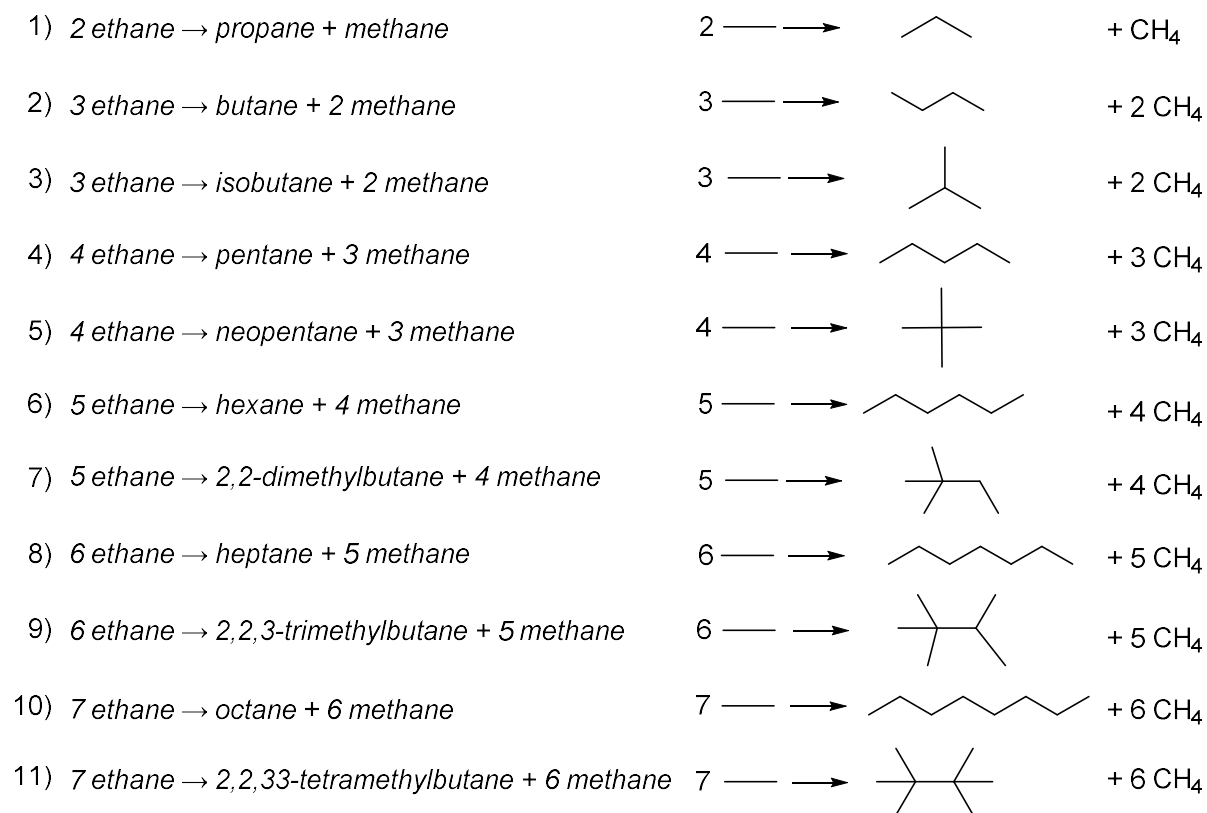 1) 2 ethane → propane + methane 2 → + CH₄
2) 3 ethane → butane + 2 methane 3 → + 2 CH₄
3) 3 ethane → isobutane + 2 methane 3 → + 2 CH₄
4) 4 ethane → pentane + 3 methane 4 → + 3 CH₄
5) 4 ethane → neopentane + 3 methane 4 → + 3 CH₄
6) 5 ethane → hexane + 4 methane 5 → + 4 CH₄
7) 5 ethane → 2,2-dimethylbutane + 4 methane 5 → + 4 CH₄
8) 6 ethane → heptane + 5 methane 6 → + 5 CH₄
9) 6 ethane → 2,2,3-trimethylbutane + 5 methane 6 → + 5 CH₄
10) 7 ethane → octane + 6 methane 7 → + 6 CH₄
11) 7 ethane → 2,2,33-tetramethylbutane + 6 methane 7 → + 6 CH₄